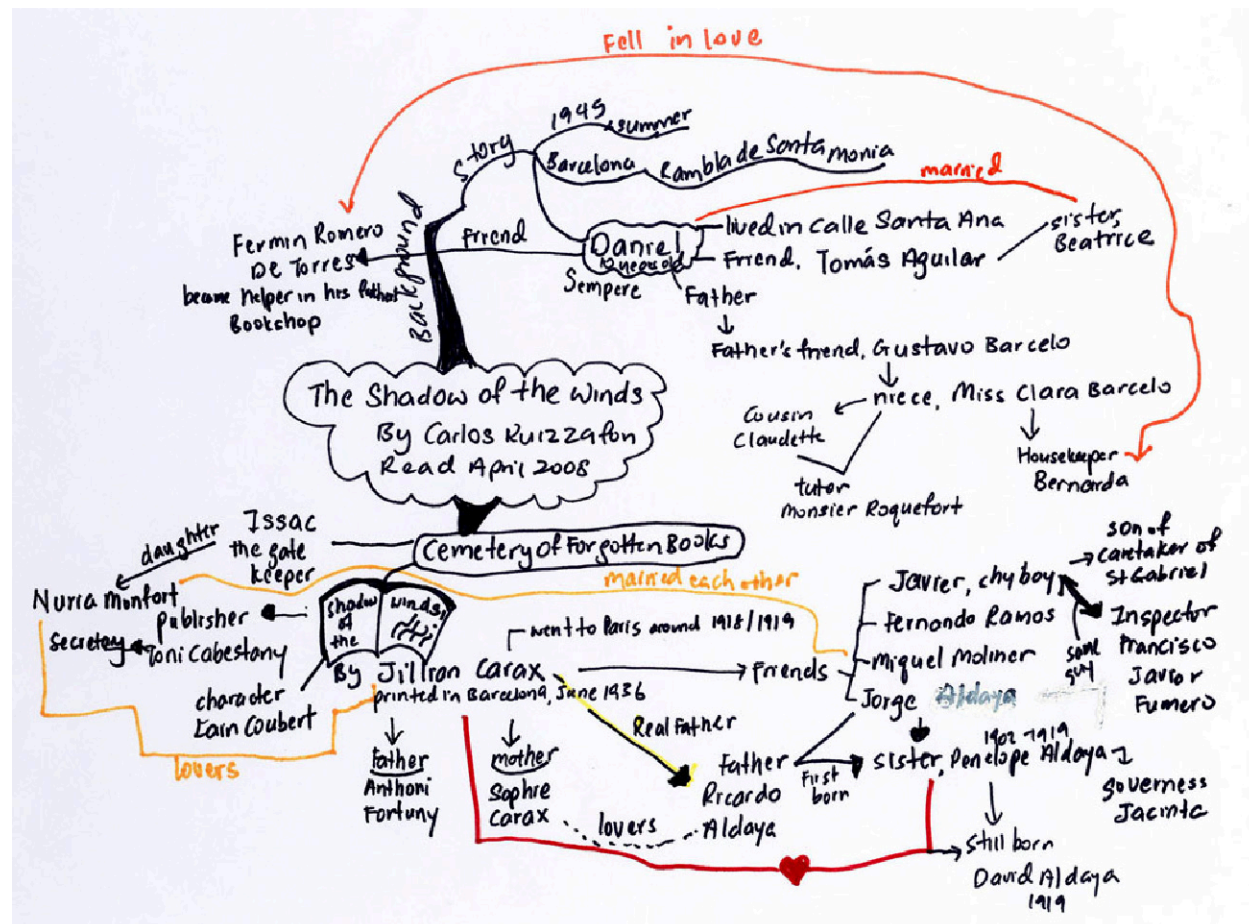 Fell in love
1945 summer
Story
Barcelona Rambla de Santa monia
married
Background
Fermin Romero
De Torres
became helper in his father
Bookshop
Friend
Daniel
Sempere
lived in Calle Santa Ana
Friend, Tomás Aguilar
sister,
Beatrice
Father
Father's friend, Gustavo Barcelo
niece, Miss Clara Barcelo
Cousin
Claudette
tutor
Monsier Roquefort
Housekeeper
Bernarda
The Shadow of the Winds
By Carlos Ruizzafon
Read April 2008
Cemetery of Forgotten Books
Issac
the gate
keeper
daughter
Nuria Monfort
married each other
publisher
Toni Cabestany
secretey
shadow
of
the
winds
character
Lain Coubert
lovers
By Jillian Carax
printed in Barcelona, June 1936
went to Paris around 1918/1919
Friends
Javier, chy boy
Fernando Ramos
Miquel Moliner
Jorge Aldaya
son of
caretaker of
St Gabriel
same
guy
Inspector
Francisco
Javior
Fumero
Father
Anthoni
Fortuny
mother
Sophie
Carax
lovers
Real Father
Father
Ricardo
Aldaya
First
born
1902-1919
sister, Penelope Aldaya
governess
Jacinta
still born
David Aldaya
1919